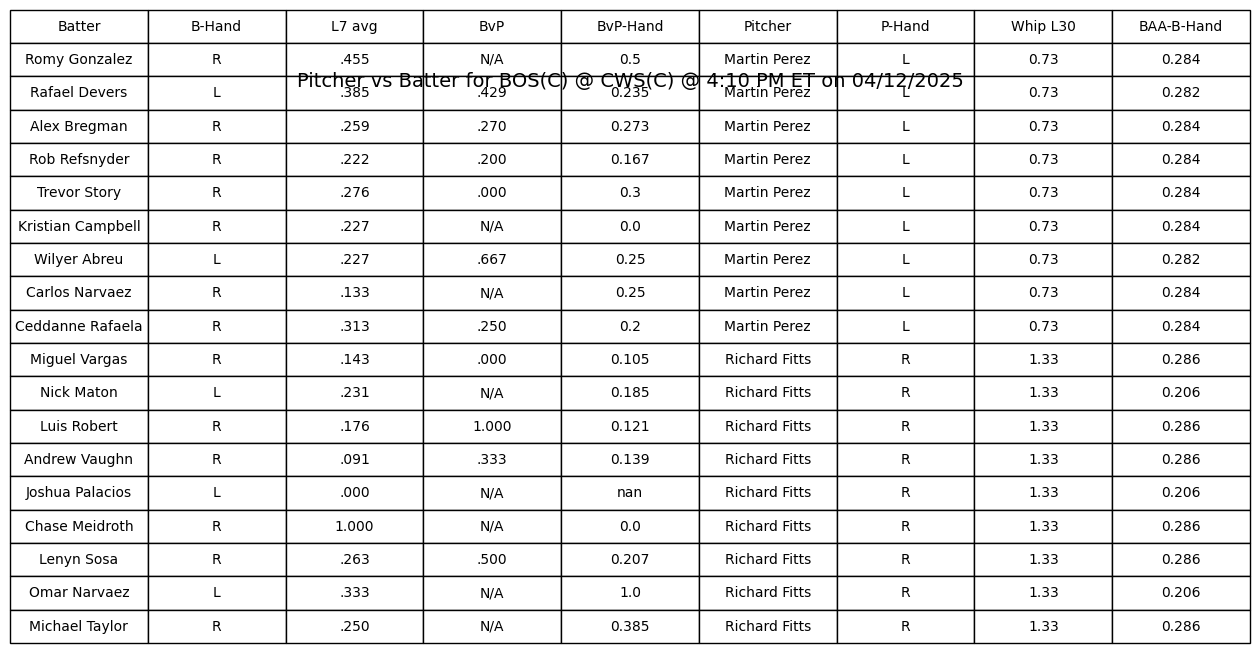 Batter B-Hand L7 avg BvP BvP-Hand Pitcher P-Hand Whip L30 BAA-B-Hand
Romy Gonzalez R .455 N/A 0.5 Martin Perez L 0.73 0.284
Pitcher vs Batter for BOS(C) @ CWS(C) @ 4:10 PM ET on 04/12/2025
Rafael Devers L .385 .429 0.235 Martin Perez L 0.73 0.282
Alex Bregman R .259 .270 0.273 Martin Perez L 0.73 0.284
Rob Refsnyder R .222 .200 0.167 Martin Perez L 0.73 0.284
Trevor Story R .276 .000 0.3 Martin Perez L 0.73 0.284
Kristian Campbell R .227 N/A 0.0 Martin Perez L 0.73 0.284
Wilyer Abreu L .227 .667 0.25 Martin Perez L 0.73 0.282
Carlos Narvaez R .133 N/A 0.25 Martin Perez L 0.73 0.284
Ceddanne Rafaela R .313 .250 0.2 Martin Perez L 0.73 0.284
Miguel Vargas R .143 .000 0.105 Richard Fitts R 1.33 0.286
Nick Maton L .231 N/A 0.185 Richard Fitts R 1.33 0.206
Luis Robert R .176 1.000 0.121 Richard Fitts R 1.33 0.286
Andrew Vaughn R .091 .333 0.139 Richard Fitts R 1.33 0.286
Joshua Palacios L .000 N/A nan Richard Fitts R 1.33 0.206
Chase Meidroth R 1.000 N/A 0.0 Richard Fitts R 1.33 0.286
Lenyn Sosa R .263 .500 0.207 Richard Fitts R 1.33 0.286
Omar Narvaez L .333 N/A 1.0 Richard Fitts R 1.33 0.206
Michael Taylor R .250 N/A 0.385 Richard Fitts R 1.33 0.286